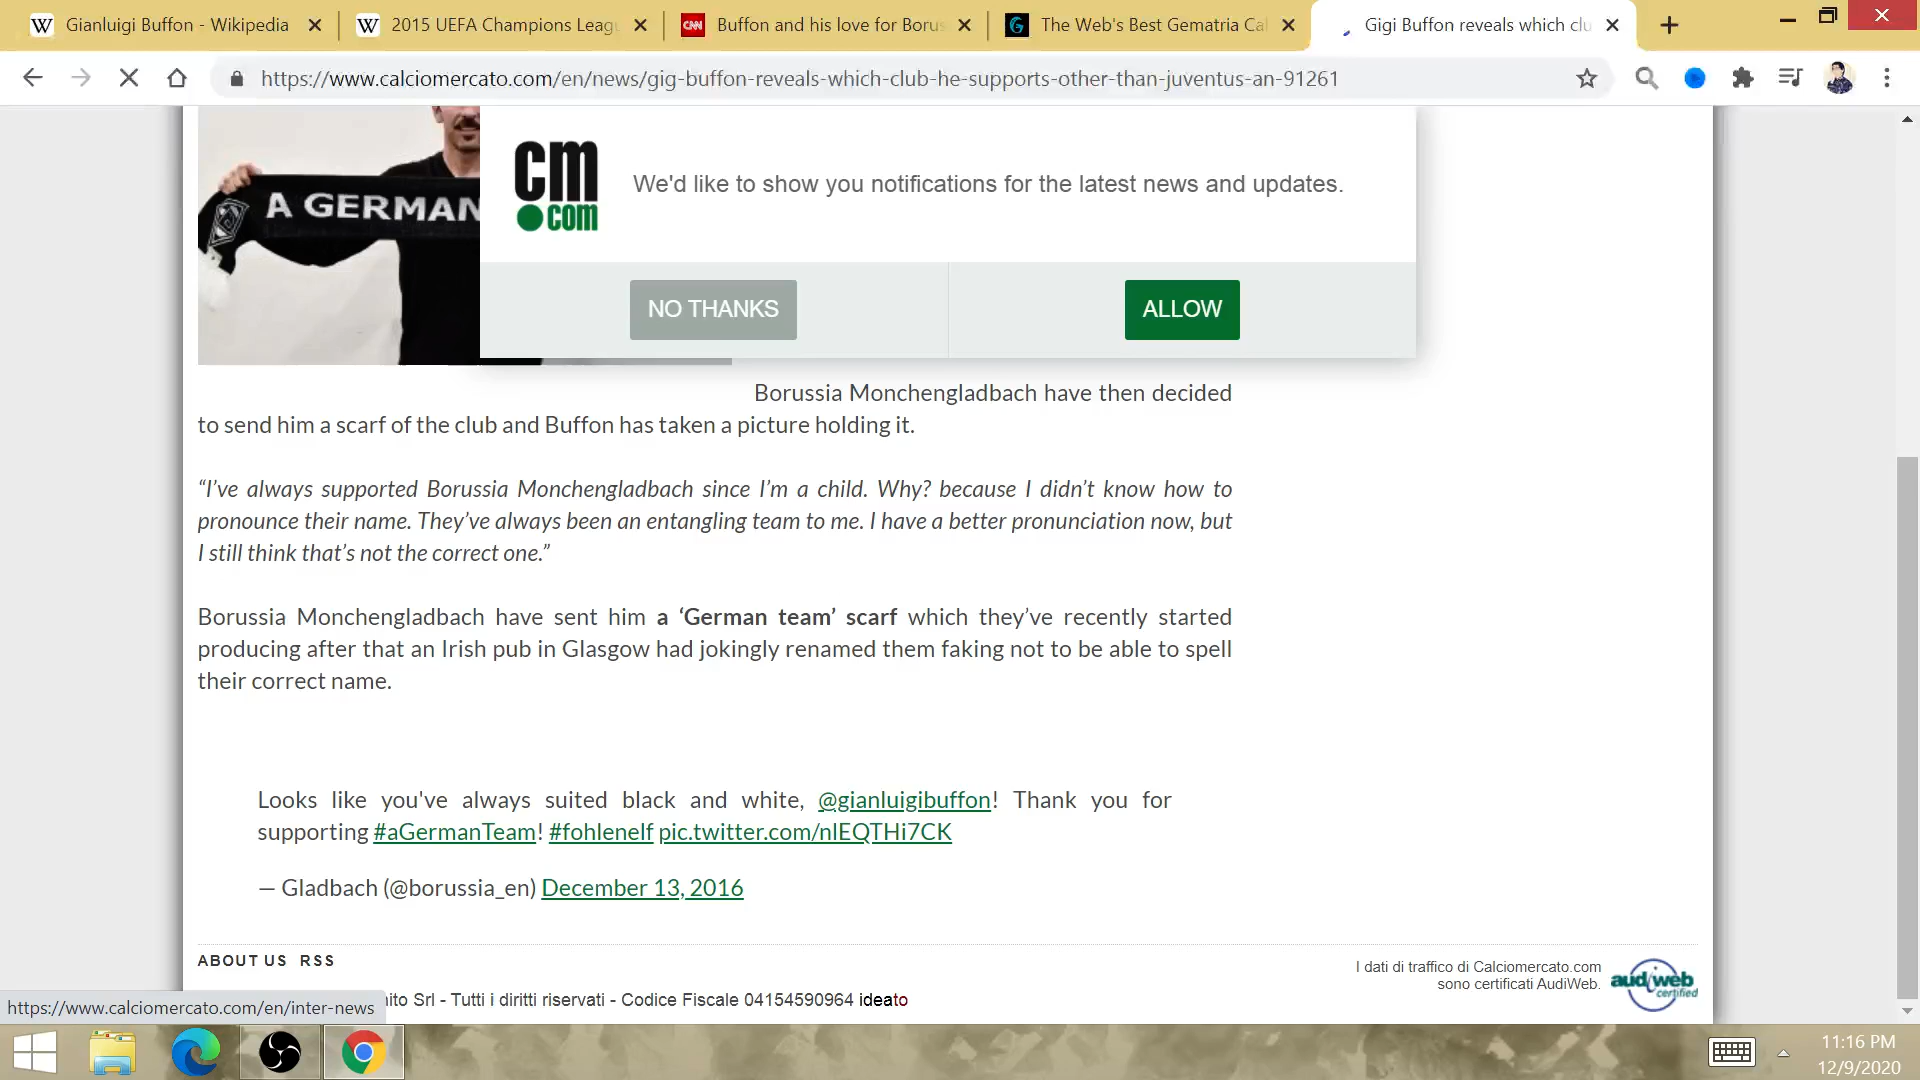 Gianluigi Buffon - Wikipedia
2015 UEFA Champions Leagu
Buffon and his love for Borus
The Web's Best Gematria Cal
Gigi Buffon reveals which clu
https://www.calciomercato.com/en/news/gig-buffon-reveals-which-club-he-supports-other-than-juventus-an-91261
A GERMAN
cm
.com
We'd like to show you notifications for the latest news and updates.
NO THANKS
ALLOW
Borussia Monchengladbach have then decided
to send him a scarf of the club and Buffon has taken a picture holding it.
“I’ve always supported Borussia Monchengladbach since I’m a child. Why? because I didn’t know how to
pronounce their name. They’ve always been an entangling team to me. I have a better pronunciation now, but
I still think that’s not the correct one.”
Borussia Monchengladbach have sent him a ‘German team’ scarf which they’ve recently started
producing after that an Irish pub in Glasgow had jokingly renamed them faking not to be able to spell
their correct name.
Looks like you've always suited black and white, @gianluigibuffon! Thank you for
supporting #aGermanTeam! #fohlenelf pic.twitter.com/nIEQTHi7CK
— Gladbach (@borussia_en) December 13, 2016
ABOUT US RSS
I dati di traffico di Calciomercato.com
sono certificati AudiWeb.
audiweb
certified
https://www.calciomercato.com/en/inter-news
ito Srl - Tutti i diritti riservati - Codice Fiscale 04154590964 ideato
11:16 PM
12/9/2020